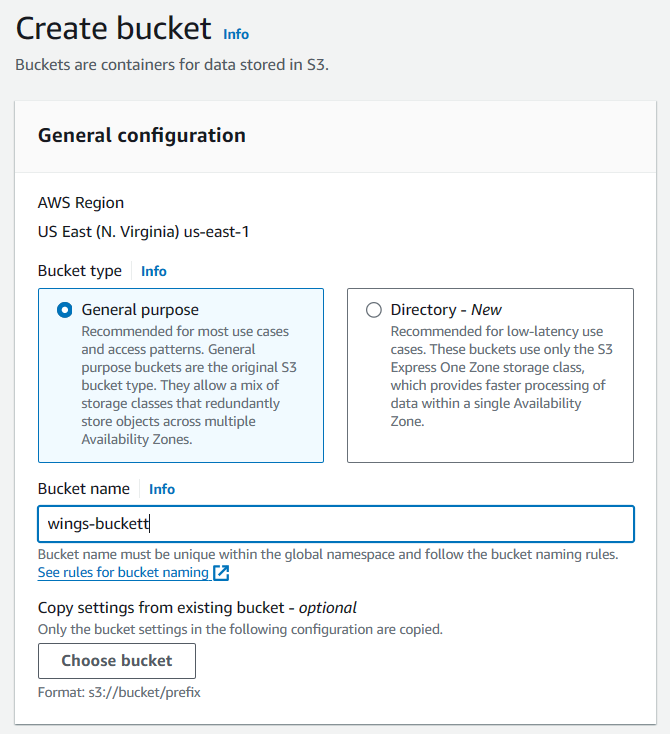 Create bucket Info
Buckets are containers for data stored in S3.
General configuration
AWS Region
US East (N. Virginia) us-east-1
Bucket type Info
General purpose
Recommended for most use cases
and access patterns. General
purpose buckets are the original S3
bucket type. They allow a mix of
storage classes that redundantly
store objects across multiple
Availability Zones.
Directory - New
Recommended for low-latency use
cases. These buckets use only the S3
Express One Zone storage class,
which provides faster processing of
data within a single Availability
Zone.
Bucket name Info
wings-buckett
Bucket name must be unique within the global namespace and follow the bucket naming rules.
See rules for bucket naming
Copy settings from existing bucket - optional
Only the bucket settings in the following configuration are copied.
Choose bucket
Format: s3://bucket/prefix